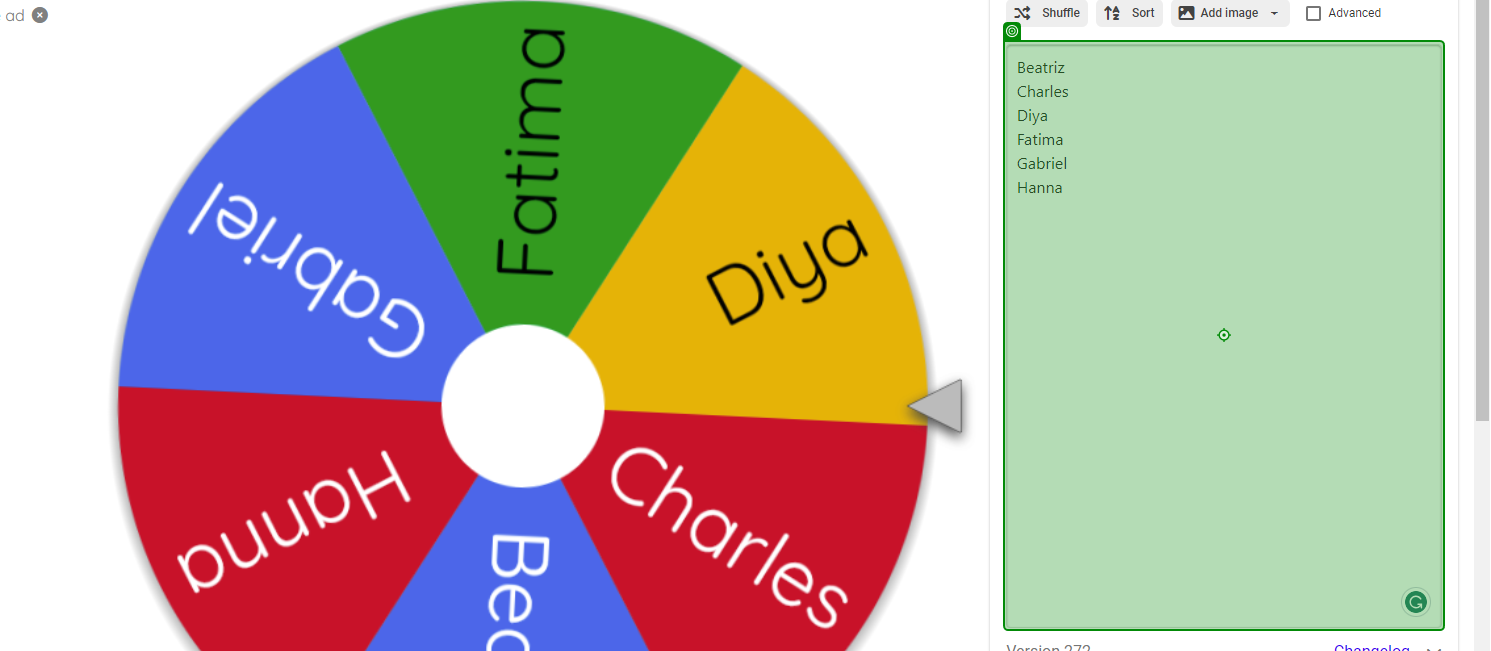 ad
Shuffle
Sort
Add image
Advanced
Fatima
Diya
Gabriel
Charles
Hanna
Bea
Beatriz
Charles
Diya
Fatima
Gabriel
Hanna
Version 272
Changelog